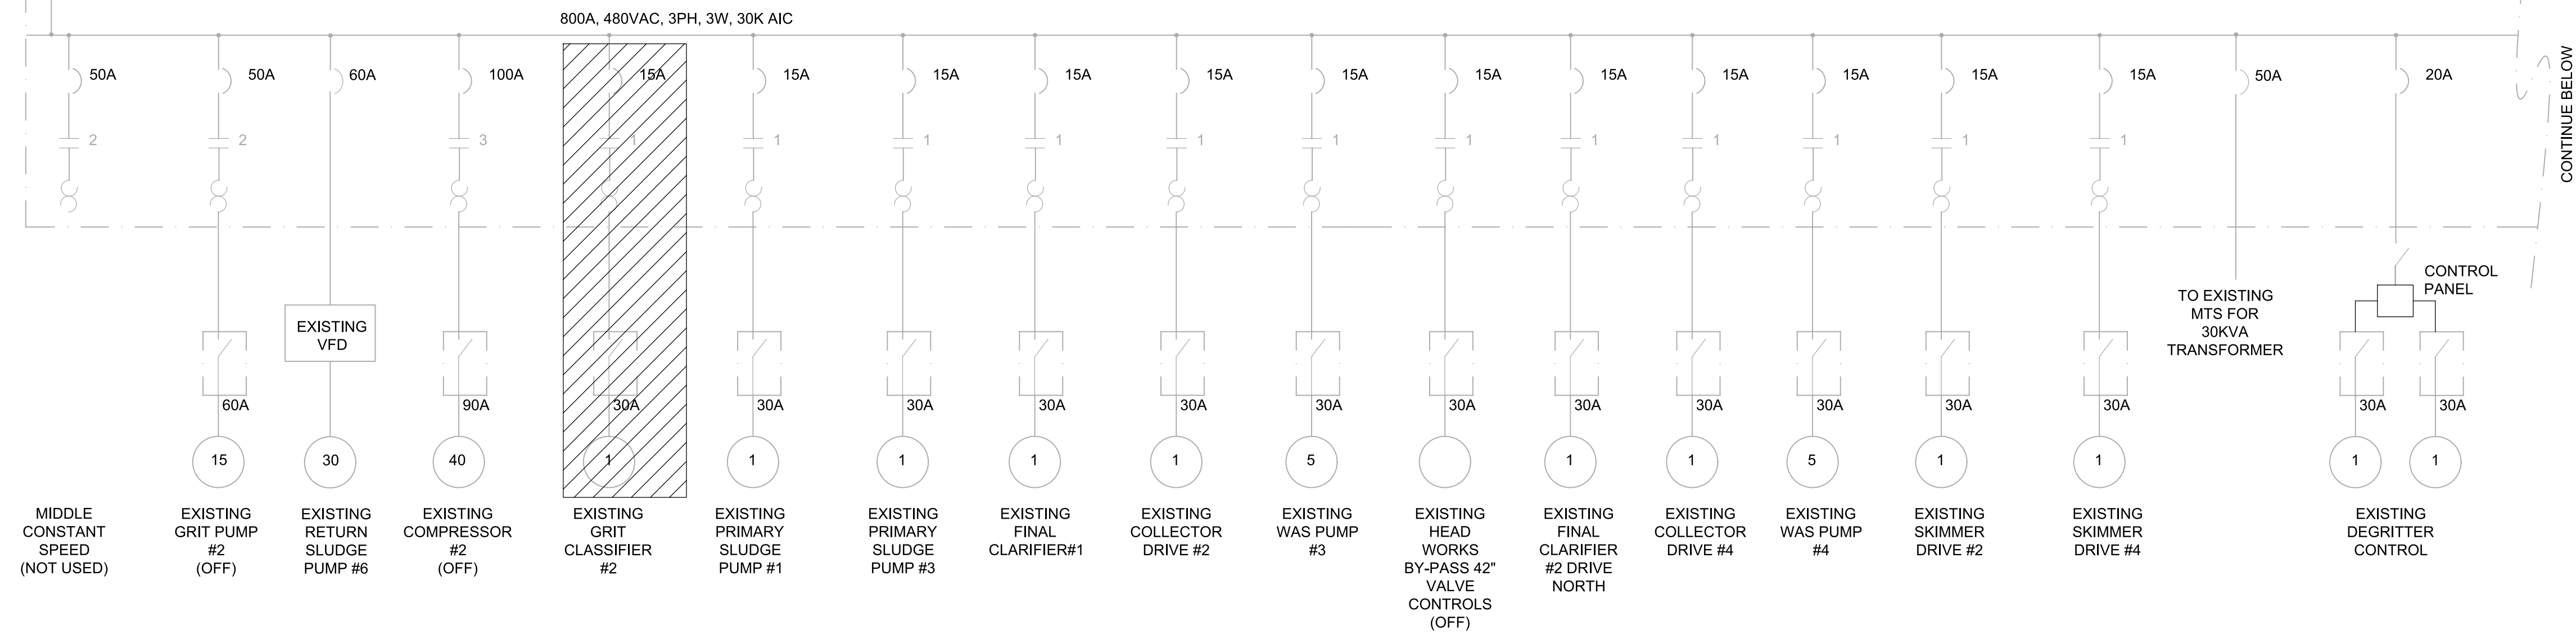 800A, 480VAC, 3PH, 3W, 30K AIC
50A
50A
60A
100A
15A
15A
15A
15A
15A
15A
15A
15A
15A
15A
15A
15A
50A
20A
CONTINUE BELOW
2
2
3
1
1
1
1
1
1
1
1
1
1
1
1
EXISTING
VFD
TO EXISTING
MTS FOR
30KVA
TRANSFORMER
CONTROL
PANEL
60A
90A
30A
30A
30A
30A
30A
30A
30A
30A
30A
30A
30A
30A
30A
30A
15
30
40
1
1
1
1
1
5
1
1
5
1
1
1
1
MIDDLE
CONSTANT
SPEED
(NOT USED)
EXISTING
GRIT PUMP
#2
(OFF)
EXISTING
RETURN
SLUDGE
PUMP #6
EXISTING
COMPRESSOR
#2
(OFF)
EXISTING
GRIT
CLASSIFIER
#2
EXISTING
PRIMARY
SLUDGE
PUMP #1
EXISTING
PRIMARY
SLUDGE
PUMP #3
EXISTING
FINAL
CLARIFIER#1
EXISTING
COLLECTOR
DRIVE #2
EXISTING
WAS PUMP
#3
EXISTING
HEAD
WORKS
BY-PASS 42"
VALVE
CONTROLS
(OFF)
EXISTING
FINAL
CLARIFIER
#2 DRIVE
NORTH
EXISTING
COLLECTOR
DRIVE #4
EXISTING
WAS PUMP
#4
EXISTING
SKIMMER
DRIVE #2
EXISTING
SKIMMER
DRIVE #4
EXISTING
DEGRITTER
CONTROL